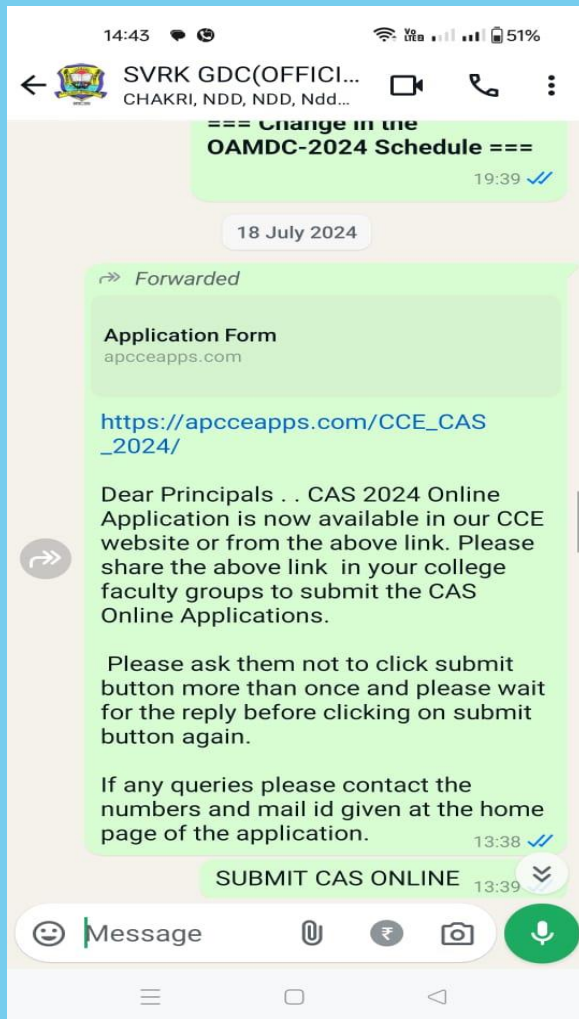 14:43 51%
SVRK GDC(OFFICI...
CHAKRI, NDD, NDD, Ndd...
=== Change in the
OAMDC-2024 Schedule ===
19:39
18 July 2024
Forwarded
Application Form
apcceapps.com
https://apcceapps.com/CCE_CAS
_2024/
Dear Principals . . CAS 2024 Online
Application is now available in our CCE
website or from the above link. Please
share the above link in your college
faculty groups to submit the CAS
Online Applications.
Please ask them not to click submit
button more than once and please wait
for the reply before clicking on submit
button again.
If any queries please contact the
numbers and mail id given at the home
page of the application. 13:38
SUBMIT CAS ONLINE 13:39
Message ₹